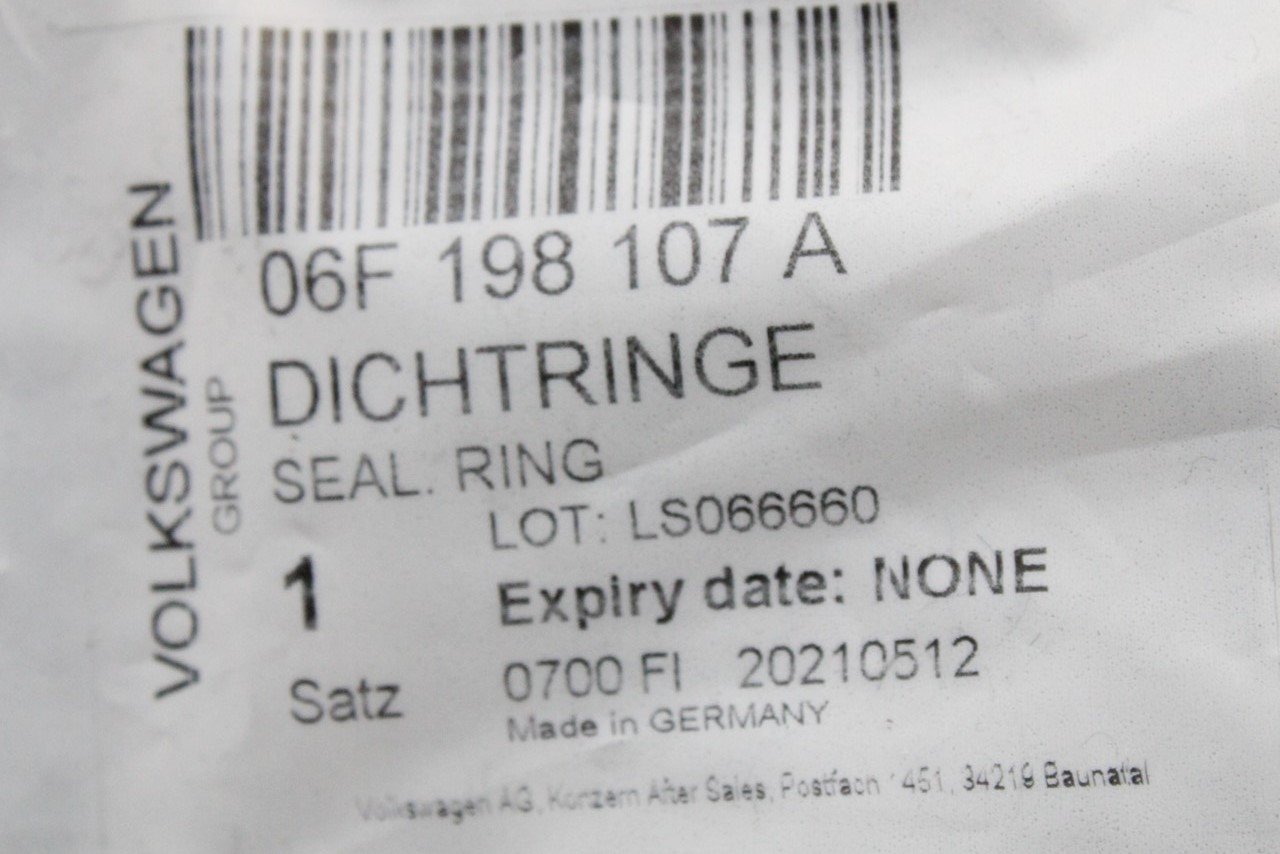 VOLKSWAGEN
GROUP
06F 198 107 A
DICHTRINGE
SEAL. RING
LOT: LS066660
1
Expiry date: NONE
Satz
0700 FI 20210512
Made in GERMANY
Volkswagen AG, Konzern After Sales, Postfach 1451, 34219 Baunatal